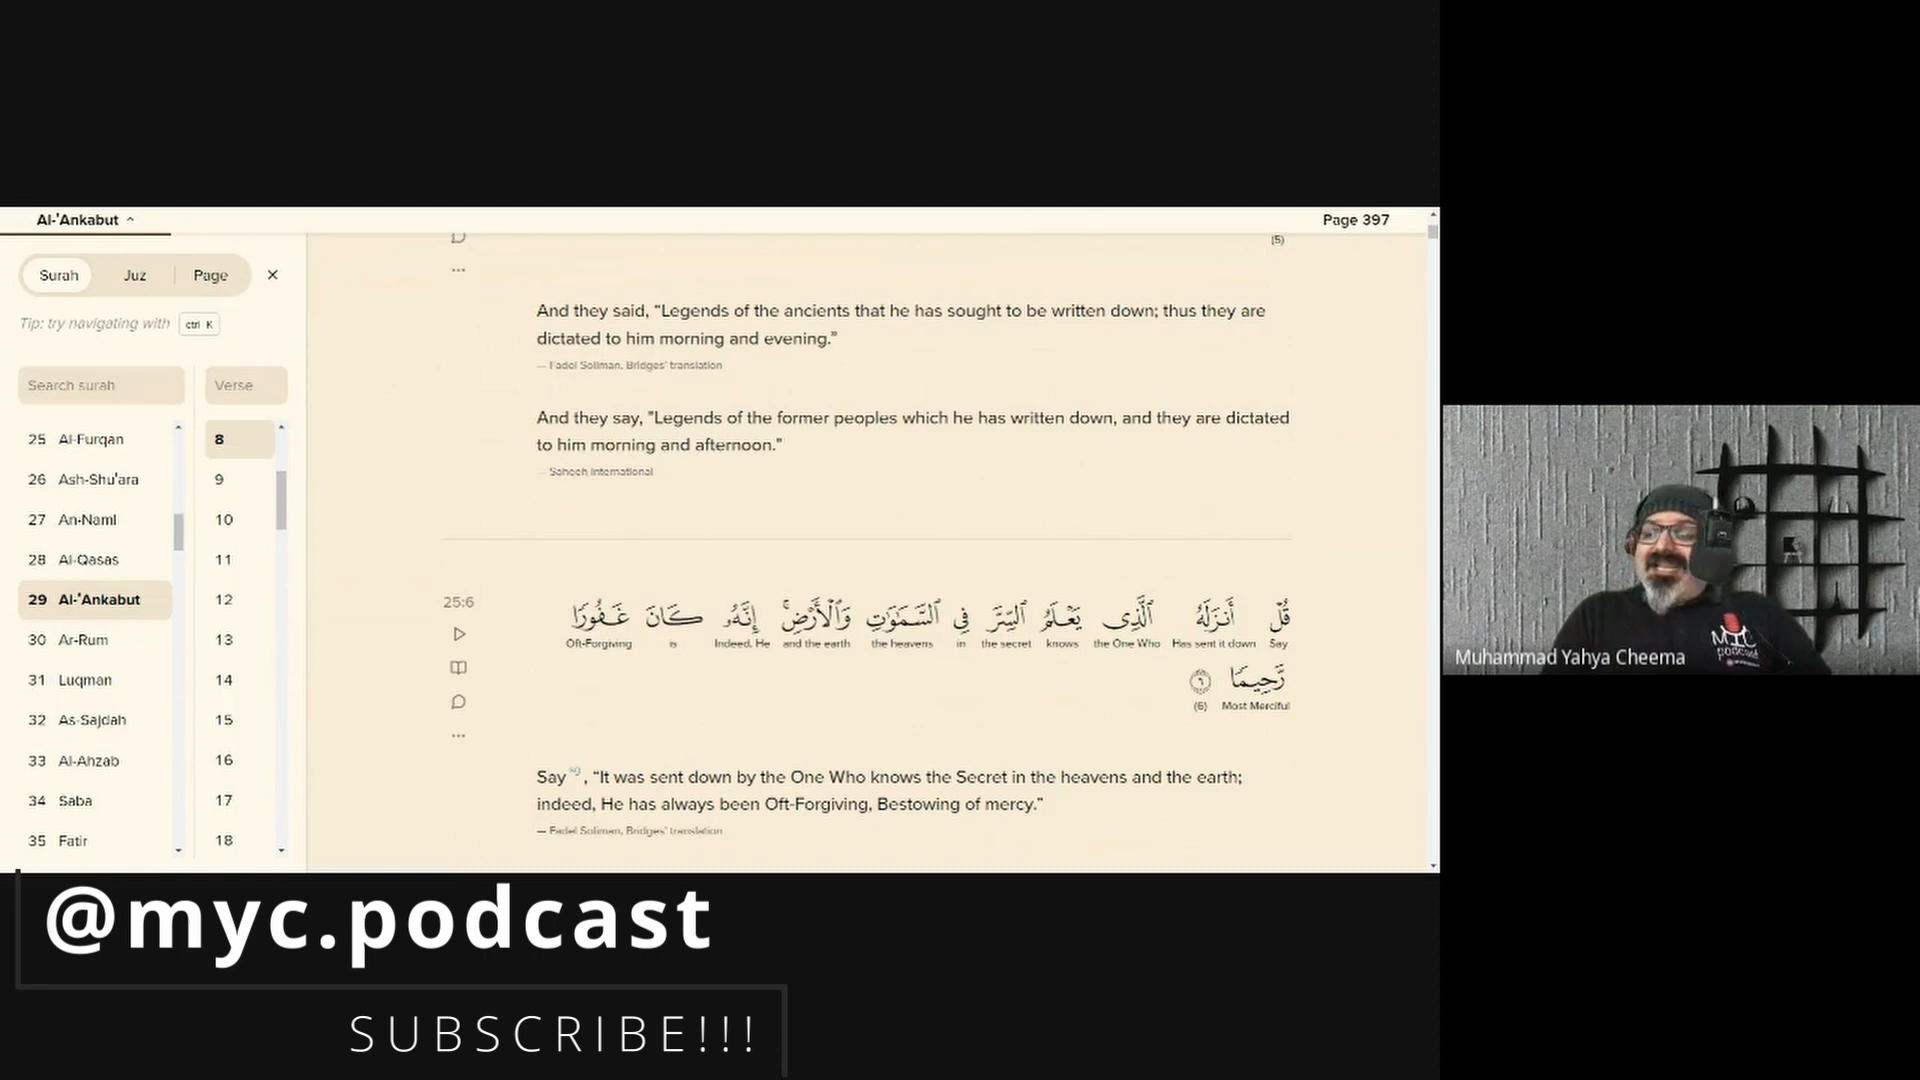 Al-'Ankabut
Page 397
Surah
Juz
Page
Tip: try navigating with ctrl K
Search surah
Verse
25 Al-Furqan
26 Ash-Shu'ara
27 An-Naml
28 Al-Qasas
29 Al-'Ankabut
30 Ar-Rum
31 Luqman
32 As-Sajdah
33 Al-Ahzab
34 Saba
35 Fatir
8
9
10
11
12
13
14
15
16
17
18
(5)
And they said, “Legends of the ancients that he has sought to be written down; thus they are
dictated to him morning and evening.”
— Fadel Soliman, Bridges’ translation
And they say, "Legends of the former peoples which he has written down, and they are dictated
to him morning and afternoon."
— Saheeh International
25:6
قُلْ أَنزَلَهُ ٱلَّذِى يَعْلَمُ ٱلسِّرَّ فِى ٱلسَّمَـٰوَٰتِ وَٱلْأَرْضِ ۚ إِنَّهُۥ كَانَ غَفُورًا
Say Has sent it down the One Who knows the secret in the heavens and the earth Indeed, He is Oft-Forgiving
رَّحِيمًا ٦
Most Merciful (6)
Say sg, “It was sent down by the One Who knows the Secret in the heavens and the earth;
indeed, He has always been Oft-Forgiving, Bestowing of mercy.”
— Fadel Soliman, Bridges’ translation
MYC
podcast
Muhammad Yahya Cheema
@myc.podcast
SUBSCRIBE!!!